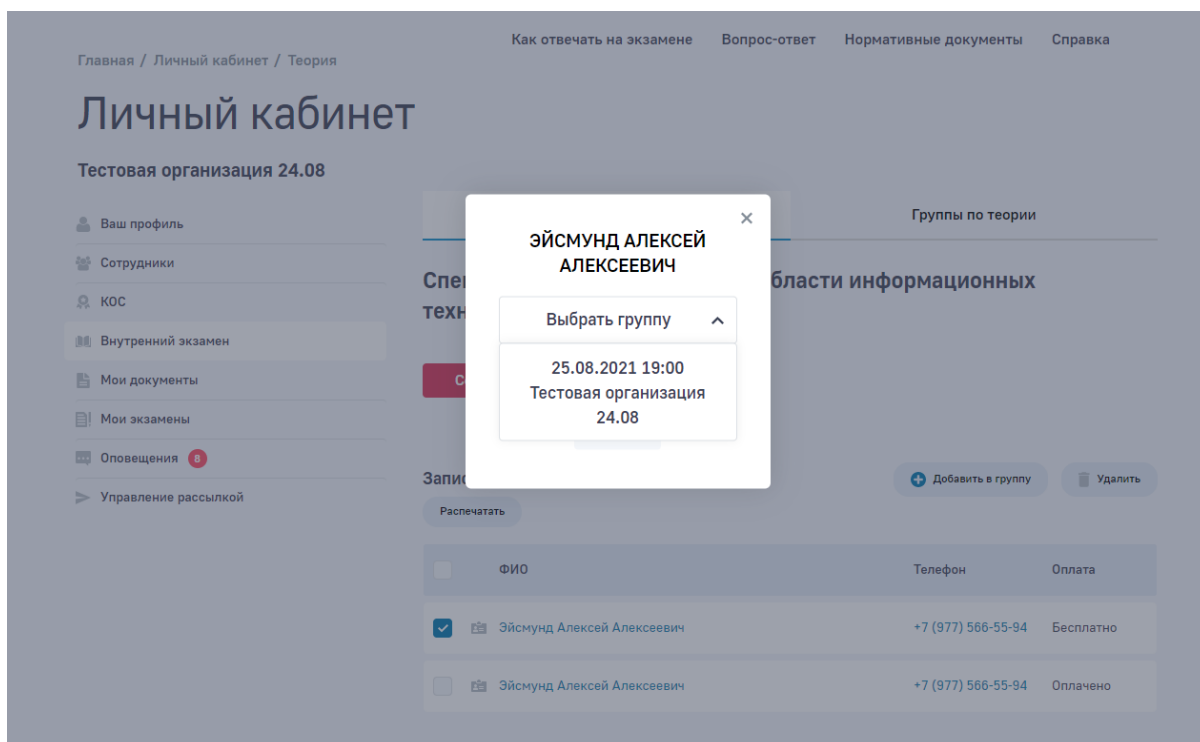 Как отвечать на экзамене Вопрос-ответ Нормативные документы Справка
Главная / Личный кабинет / Теория
Личный кабинет
Тестовая организация 24.08
Ваш профиль
Сотрудники
КОС
Внутренний экзамен
Мои документы
Мои экзамены
Оповещения 8
Управление рассылкой
Группы по теории
ЭЙСМУНД АЛЕКСЕЙ
АЛЕКСЕЕВИЧ
информационных
Выбрать группу
25.08.2021 19:00
Тестовая организация
24.08
Добавить в группу Удалить
Распечатать
ФИО Телефон Оплата
Эйсмунд Алексей Алексеевич +7 (977) 566-55-94 Бесплатно
Эйсмунд Алексей Алексеевич +7 (977) 566-55-94 Оплачено